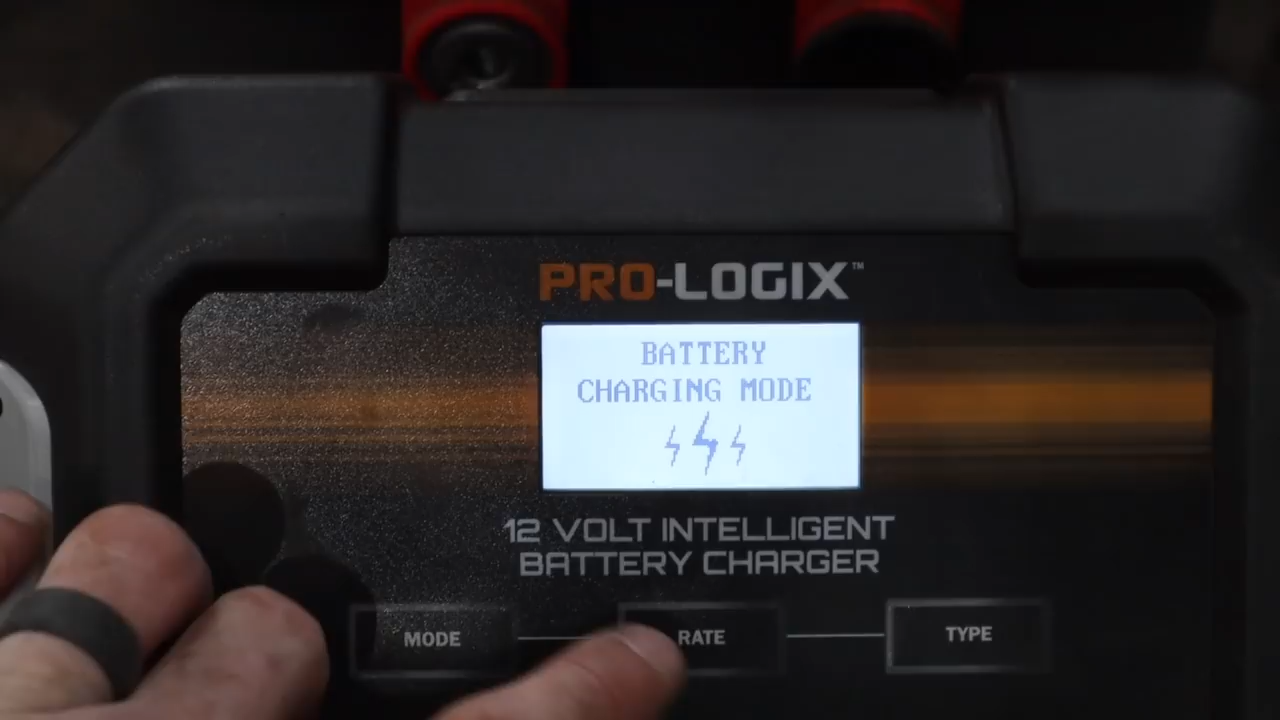 PRO-LOGIX™
BATTERY
CHARGING MODE
12 VOLT INTELLIGENT
BATTERY CHARGER
MODE
RATE
TYPE